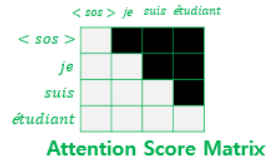 < sos > je suis étudiant
< sos >
je
suis
étudiant
Attention Score Matrix